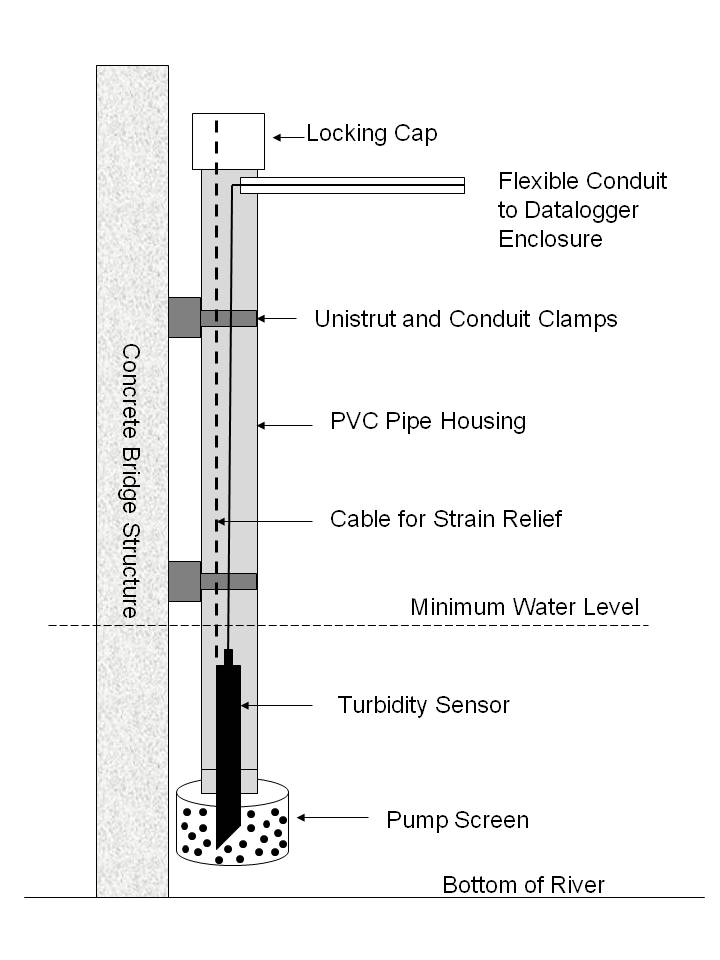 Locking Cap
Flexible Conduit
to Datalogger
Enclosure
Unistrut and Conduit Clamps
Concrete Bridge Structure
PVC Pipe Housing
Cable for Strain Relief
Minimum Water Level
Turbidity Sensor
Pump Screen
Bottom of River